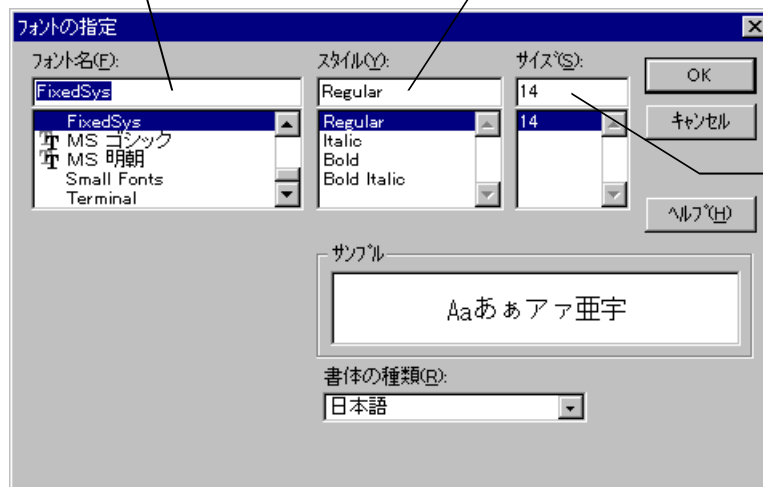 フォントの指定
フォント名(F):
スタイル(Y):
サイズ(S):
FixedSys
Regular
14
OK
FixedSys
MS ゴシック
MS 明朝
Small Fonts
Terminal
Regular
Italic
Bold
Bold Italic
14
キャンセル
ヘルプ(H)
サンプル
Aaあぁアァ亜宇
書体の種類(R):
日本語